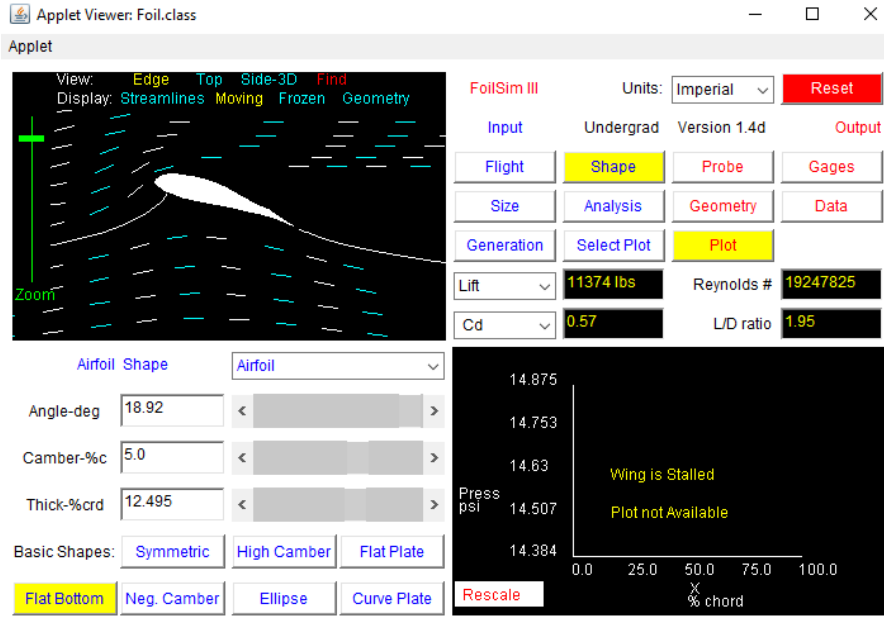 Applet Viewer: Foil.class
Applet
View: Edge Top Side-3D Find
Display: Streamlines Moving Frozen Geometry
Zoom
FoilSim III Units: Imperial Reset
Input Undergrad Version 1.4d Output
Flight Shape Probe Gages
Size Analysis Geometry Data
Generation Select Plot Plot
Lift 11374 lbs Reynolds # 19247825
Cd 0.57 L/D ratio 1.95
Airfoil Shape Airfoil
Angle-deg 18.92
Camber-%c 5.0
Thick-%crd 12.495
Basic Shapes: Symmetric High Camber Flat Plate
Flat Bottom Neg. Camber Ellipse Curve Plate
14.875
14.753
14.63
Wing is Stalled
Press
psi 14.507
Plot not Available
14.384
0.0 25.0 50.0 75.0 100.0
X
% chord
Rescale